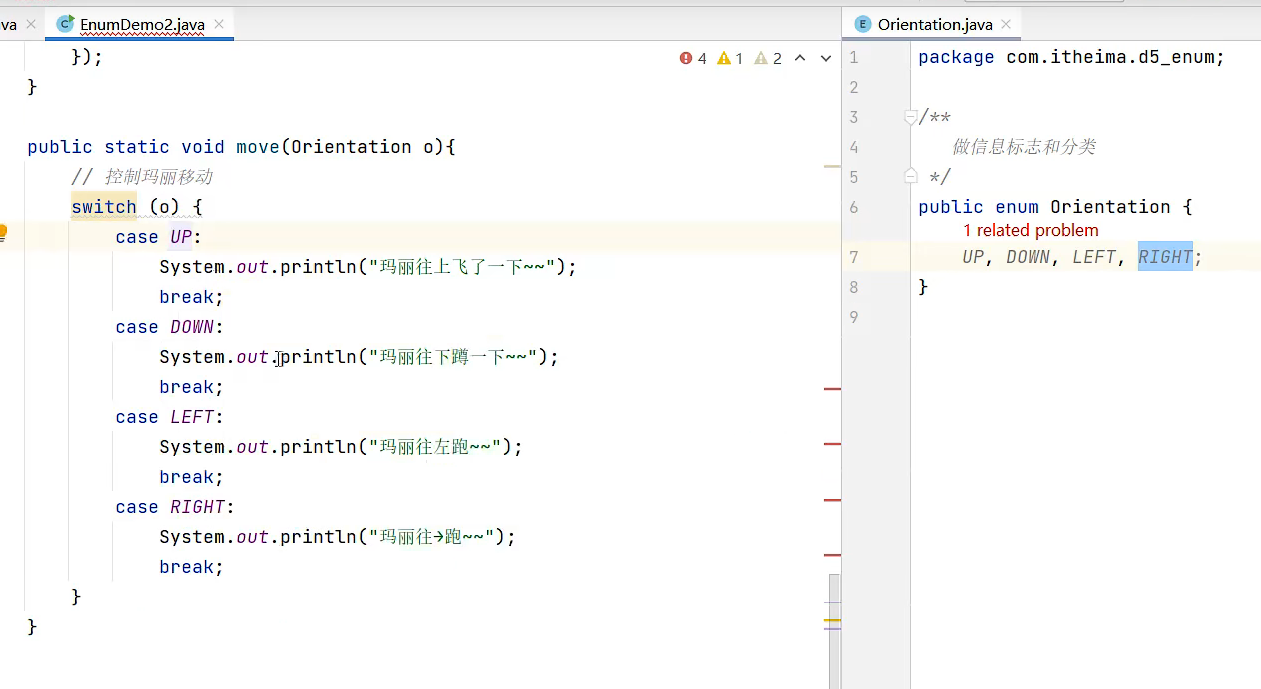 ava
EnumDemo2.java
});
4 1 2
}
public static void move(Orientation o){
// 控制玛丽移动
switch (o) {
case UP:
System.out.println("玛丽往上飞了一下~~");
break;
case DOWN:
System.out.println("玛丽往下蹲一下~~");
break;
case LEFT:
System.out.println("玛丽往左跑~~");
break;
case RIGHT:
System.out.println("玛丽往→跑~~");
break;
}
}
E Orientation.java
1 package com.itheima.d5_enum;
2
3 /**
4 做信息标志和分类
5 */
6 public enum Orientation {
1 related problem
7 UP, DOWN, LEFT, RIGHT;
8 }
9